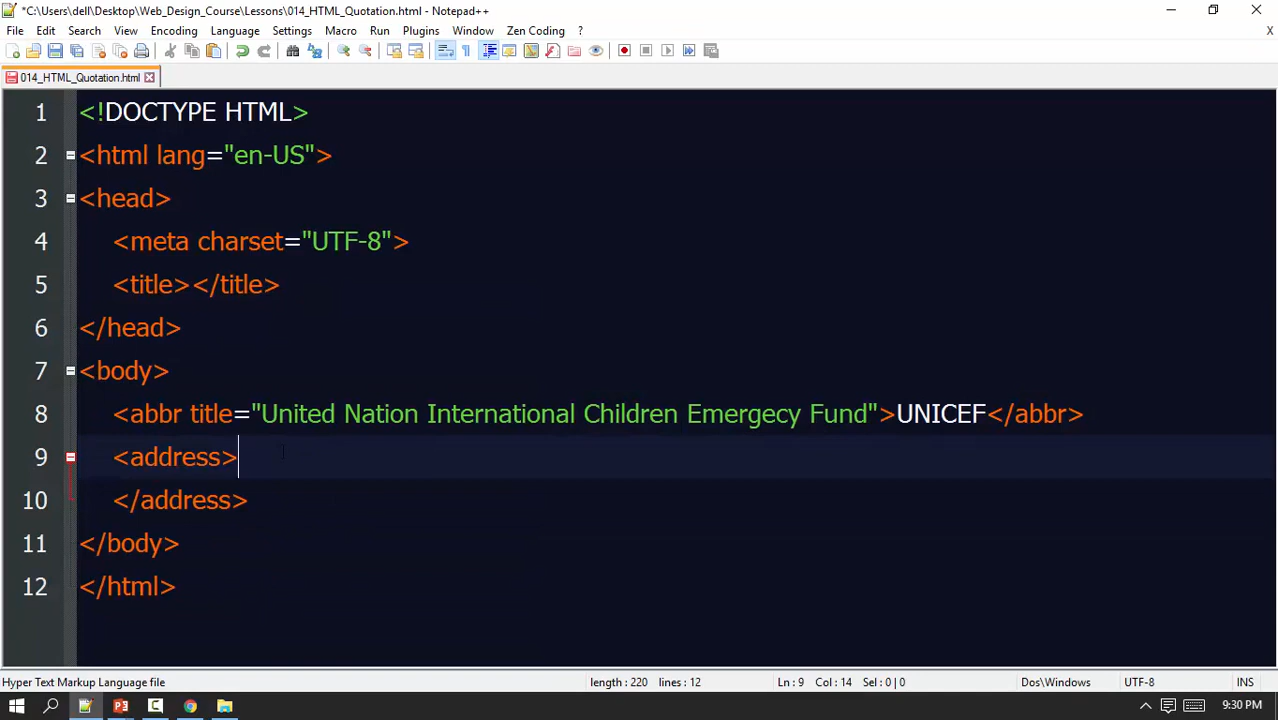 *C:\Users\dell\Desktop\Web_Design_Course\Lessons\014_HTML_Quotation.html - Notepad++
File Edit Search View Encoding Language Settings Macro Run Plugins Window Zen Coding ? X
014_HTML_Quotation.html
1 <!DOCTYPE HTML>
2 <html lang="en-US">
3 <head>
4 <meta charset="UTF-8">
5 <title></title>
6 </head>
7 <body>
8 <abbr title="United Nation International Children Emergecy Fund">UNICEF</abbr>
9 <address>
10 </address>
11 </body>
12 </html>
Hyper Text Markup Language file length : 220 lines : 12 Ln : 9 Col : 14 Sel : 0 | 0 Dos\Windows UTF-8 INS
9:30 PM